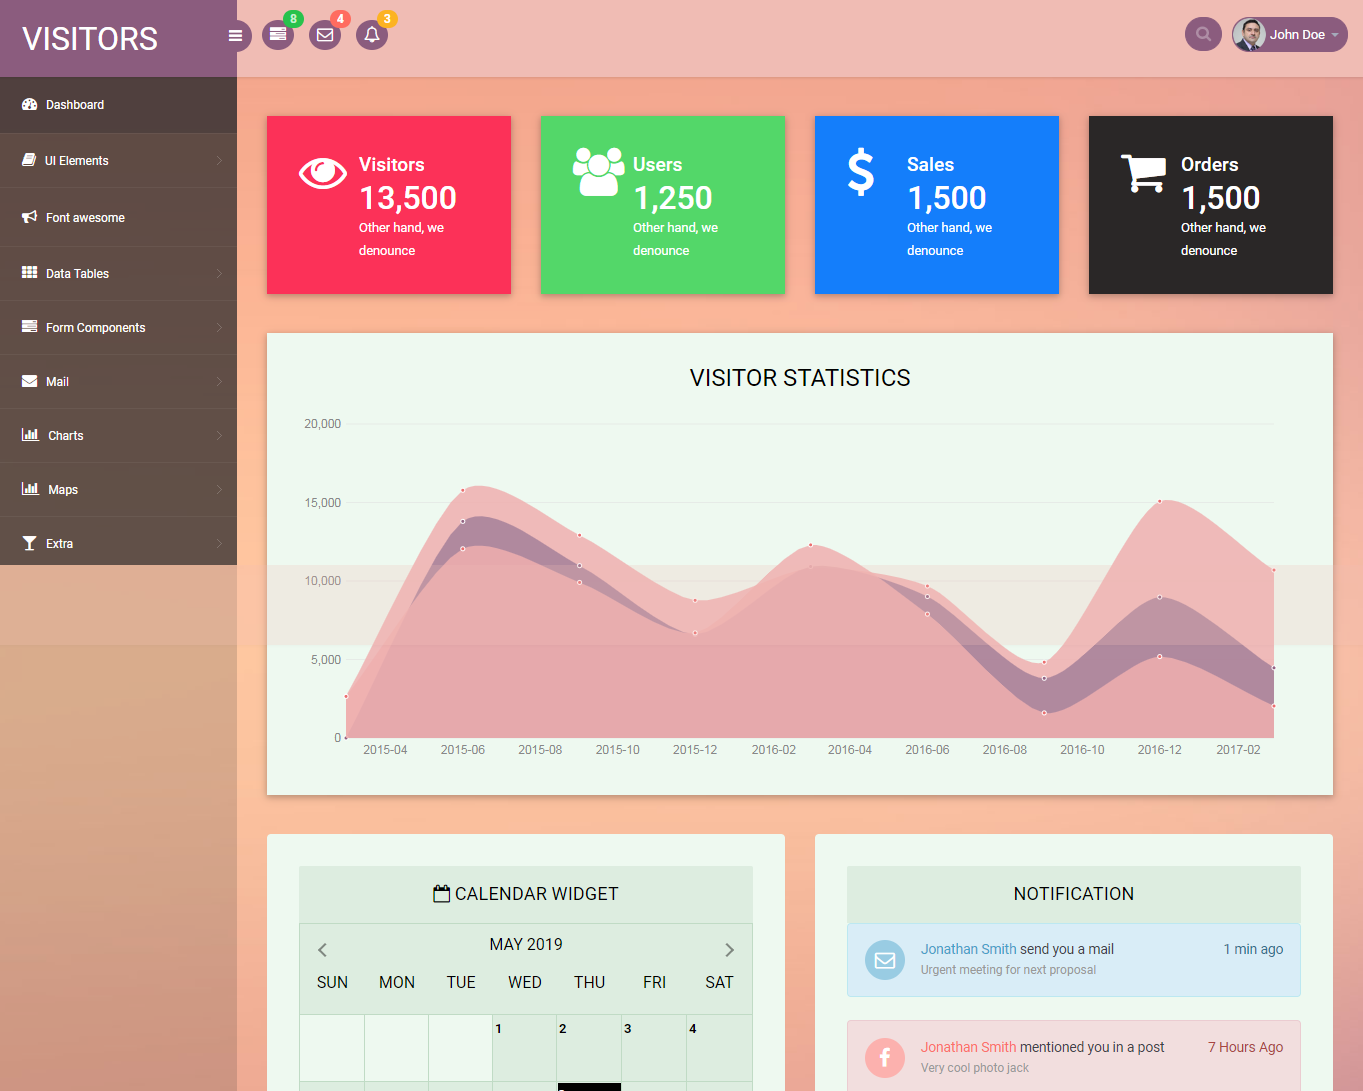 VISITORS
8
4
3
John Doe
Dashboard
UI Elements
Font awesome
Data Tables
Form Components
Mail
Charts
Maps
Extra
Visitors
13,500
Other hand, we
denounce
Users
1,250
Other hand, we
denounce
Sales
1,500
Other hand, we
denounce
Orders
1,500
Other hand, we
denounce
VISITOR STATISTICS
20,000
15,000
10,000
5,000
0
2015-04 2015-06 2015-08 2015-10 2015-12 2016-02 2016-04 2016-06 2016-08 2016-10 2016-12 2017-02
CALENDAR WIDGET
MAY 2019
SUN MON TUE WED THU FRI SAT
1 2 3 4
NOTIFICATION
Jonathan Smith send you a mail 1 min ago
Urgent meeting for next proposal
Jonathan Smith mentioned you in a post 7 Hours Ago
Very cool photo jack